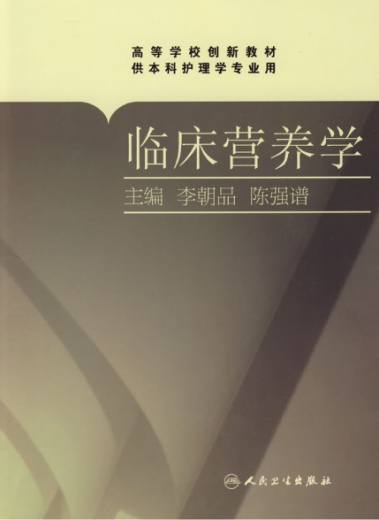 高等学校创新教材
供本科护理学专业用
临床营养学
主编 李朝品 陈强谱
人民卫生出版社